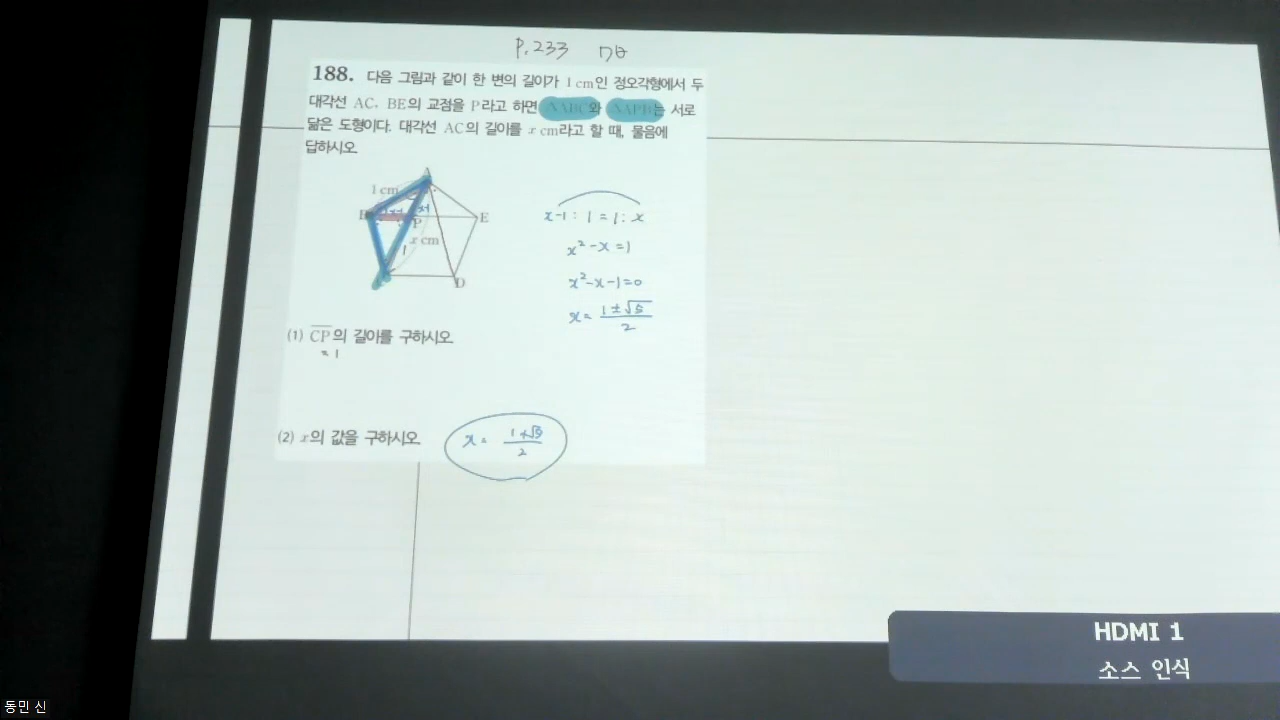 P.233
188. 다음 그림과 같이 한 변의 길이가 1 cm인 정오각형에서 두
대각선 AC, BE의 교점을 P라고 하면 △ABC와 △APB는 서로
닮은 도형이다. 대각선 AC의 길이를 x cm라고 할 때, 물음에
답하시오
A
1 cm
B
E
P
x cm
1
D
x-1 : 1 = 1 : x
x²-x=1
x²-x-1=0
x= 1±√5 / 2
(1) CP의 길이를 구하시오
= 1
(2) x의 값을 구하시오
x= 1+√5 / 2
HDMI 1
소스 인식
동민 신